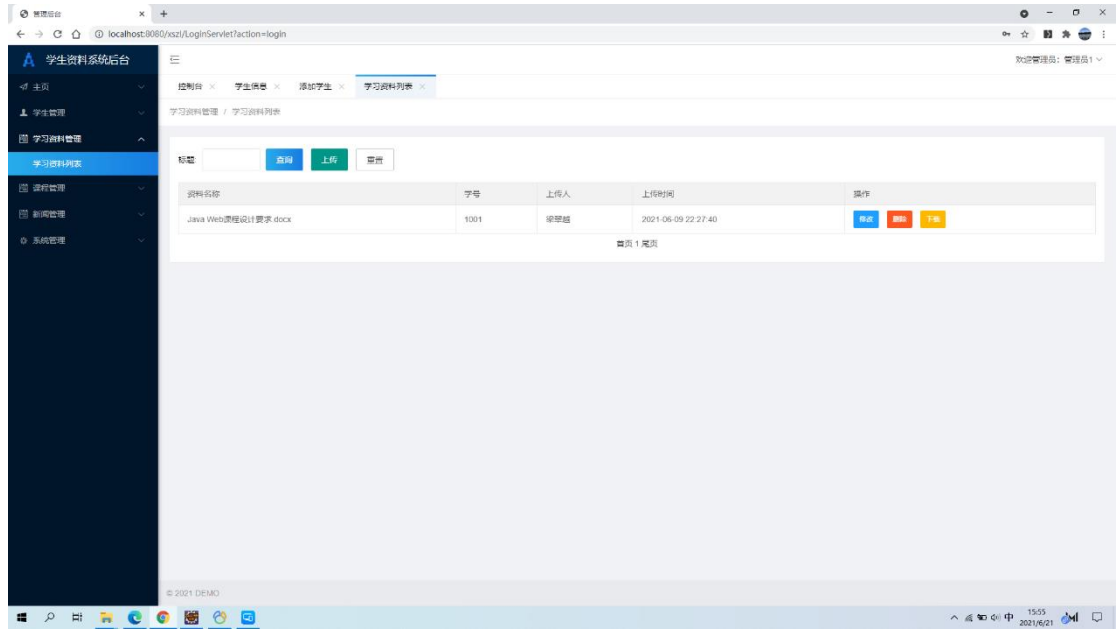 管理后台
localhost:8080/xszl/LoginServlet?action=login
学生资料系统后台
欢迎管理员：管理员1
主页
控制台 学生信息 添加学生 学习资料列表
学生管理
学习资料管理 / 学习资料列表
学习资料管理
标题 查询 上传 重置
学习资料列表
课程管理
资料名称 学号 上传人 上传时间 操作
新闻管理
Java Web课程设计要求.docx 1001 2021-06-09 22:27:40 修改 删除 下载
系统管理
首页 1 尾页
© 2021 DEMO
中
15:55
2021/6/21